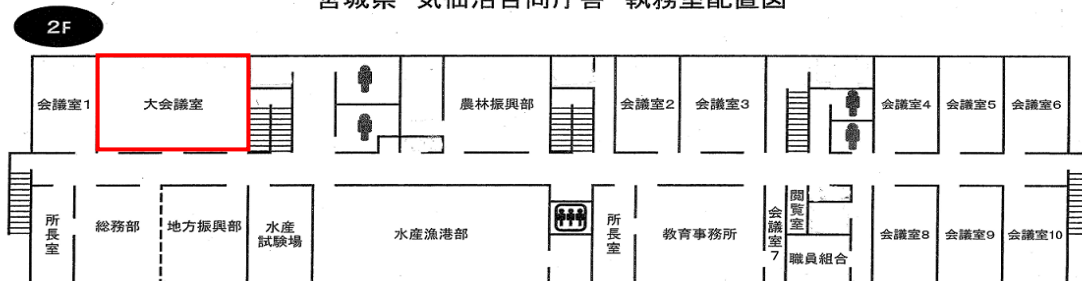 宮城県 気仙沼合同庁舎 執務室配置図
2F
会議室1
大会議室
農林振興部
会議室2
会議室3
会議室4
会議室5
会議室6
所長室
総務部
地方振興部
水産
試験場
水産漁港部
所長室
教育事務所
会議室7
閲覧室
職員組合
会議室8
会議室9
会議室10